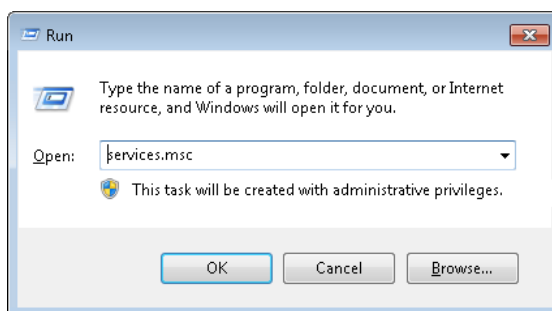 Run
Type the name of a program, folder, document, or Internet
resource, and Windows will open it for you.
Open: services.msc
This task will be created with administrative privileges.
OK Cancel Browse...